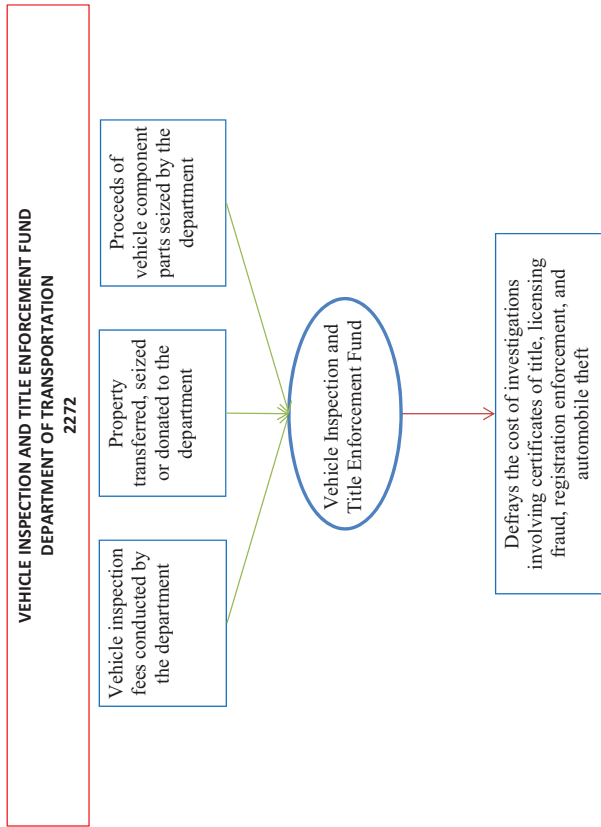 VEHICLE INSPECTION AND TITLE ENFORCEMENT FUND
DEPARTMENT OF TRANSPORTATION
2272
Vehicle inspection
fees conducted by
the department
Property
transferred, seized
or donated to the
department
Proceeds of
vehicle component
parts seized by the
department
Vehicle Inspection and
Title Enforcement Fund
Defrays the cost of investigations
involving certificates of title, licensing
fraud, registration enforcement, and
automobile theft